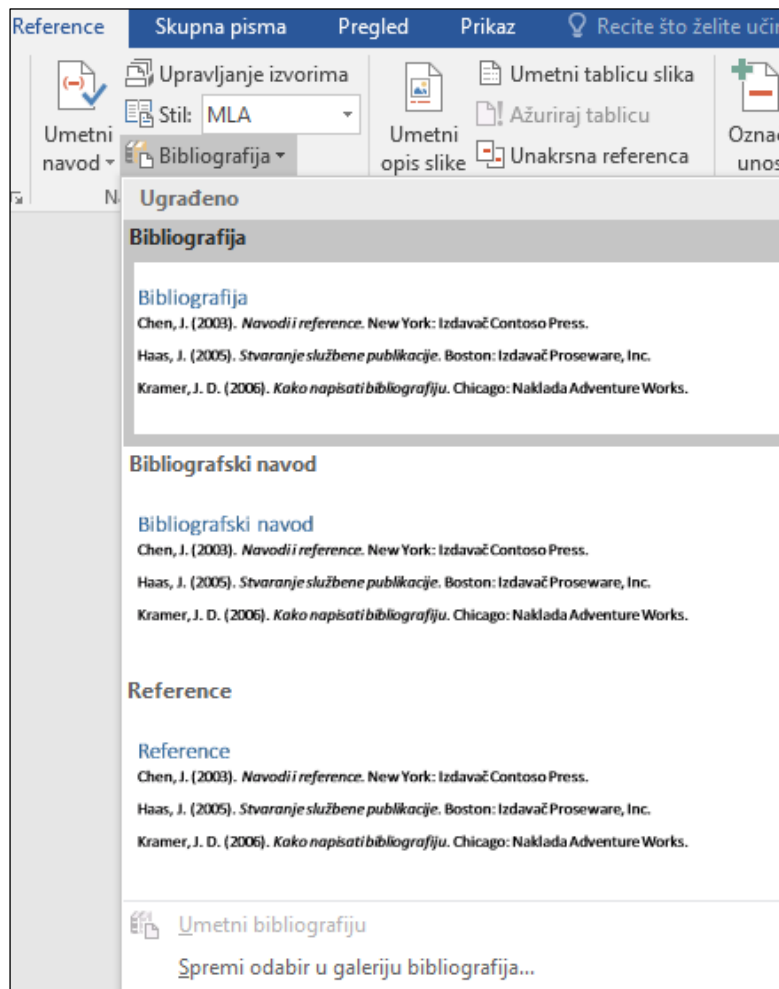 Reference Skupna pisma Pregled Prikaz Recite što želite učin
Upravljanje izvorima
Stil: MLA
Bibliografija
Umetni
navod
Umetni
opis slike
Umetni tablicu slika
Ažuriraj tablicu
Unakrsna referenca
Označ
unos
N
Ugrađeno
Bibliografija
Bibliografija
Chen, J. (2003). Navodi i reference. New York: Izdavač Contoso Press.
Haas, J. (2005). Stvaranje službene publikacije. Boston: Izdavač Proseware, Inc.
Kramer, J. D. (2006). Kako napisati bibliografiju. Chicago: Naklada Adventure Works.
Bibliografski navod
Bibliografski navod
Chen, J. (2003). Navodi i reference. New York: Izdavač Contoso Press.
Haas, J. (2005). Stvaranje službene publikacije. Boston: Izdavač Proseware, Inc.
Kramer, J. D. (2006). Kako napisati bibliografiju. Chicago: Naklada Adventure Works.
Reference
Reference
Chen, J. (2003). Navodi i reference. New York: Izdavač Contoso Press.
Haas, J. (2005). Stvaranje službene publikacije. Boston: Izdavač Proseware, Inc.
Kramer, J. D. (2006). Kako napisati bibliografiju. Chicago: Naklada Adventure Works.
Umetni bibliografiju
Spremi odabir u galeriju bibliografija...